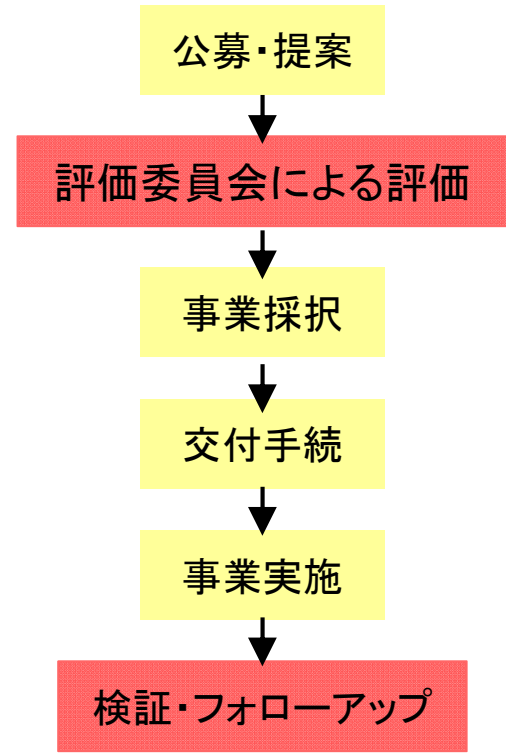 公募・提案
評価委員会による評価
事業採択
交付手続
事業実施
検証・フォローアップ